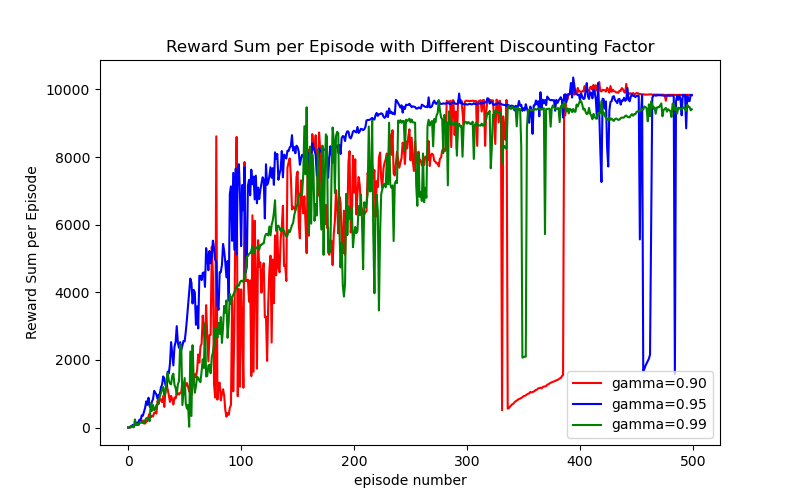 Reward Sum per Episode with Different Discounting Factor
Reward Sum per Episode
10000
8000
6000
4000
2000
0
0 100 200 300 400 500
episode number
gamma=0.90
gamma=0.95
gamma=0.99